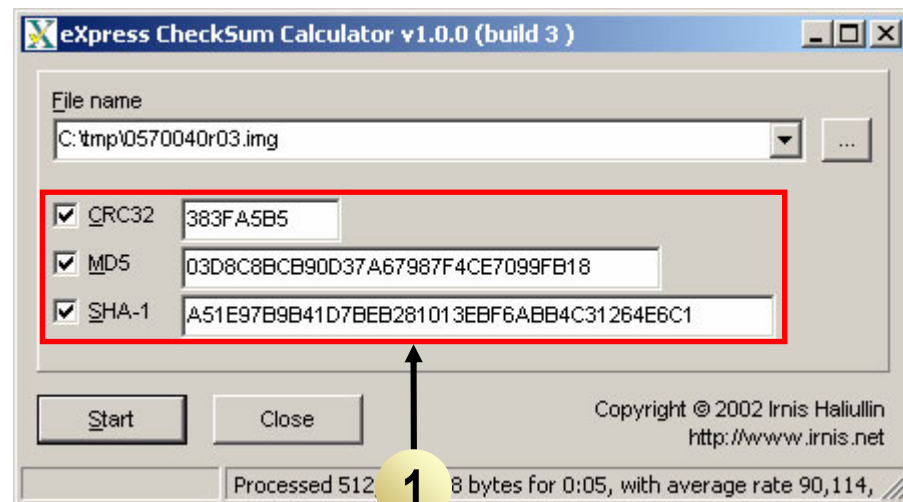 eXpress CheckSum Calculator v1.0.0 (build 3 )
File name
C:\tmp\0570040r03.img
...
CRC32 383FA5B5
MD5 03D8C8BCB90D37A67987F4CE7099FB18
SHA-1 A51E97B9B41D7BEB281013EBF6ABB4C31264E6C1
Start Close
Copyright © 2002 Irnis Haliullin
http://www.irnis.net
Processed 512, 8 bytes for 0:05, with average rate 90,114,
1